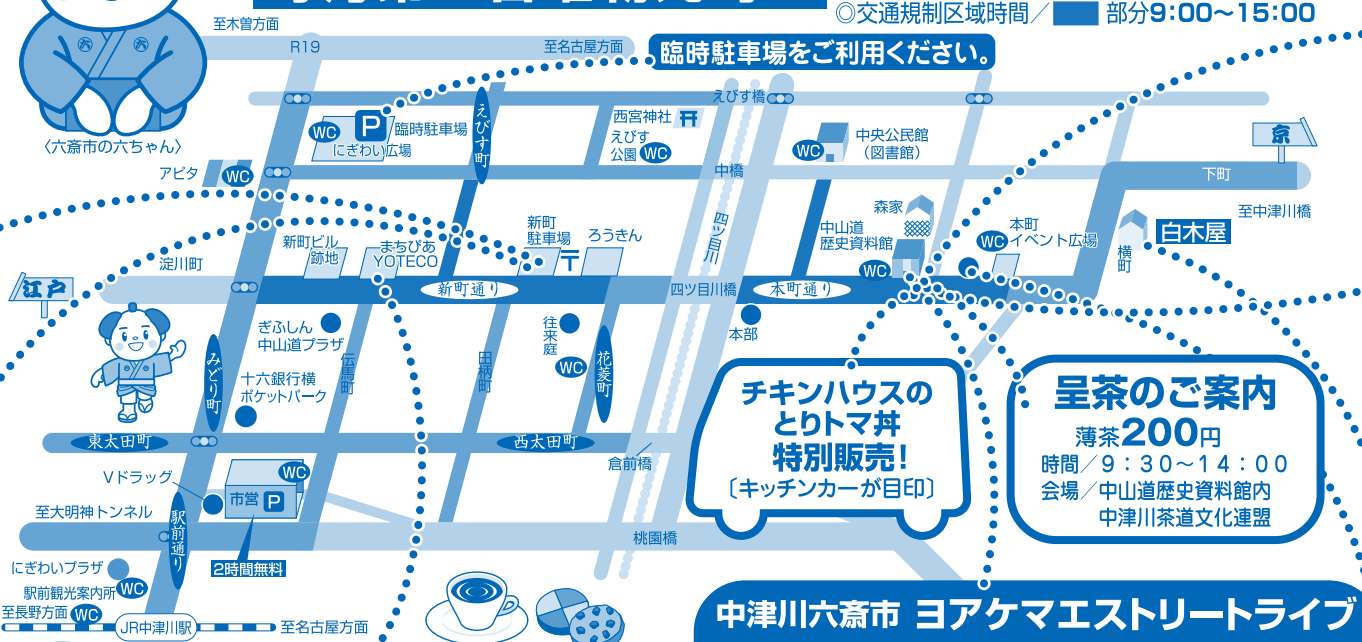 ◎交通規制区域時間／ 部分9:00～15:00
至木曽方面
R19
至名古屋方面
臨時駐車場をご利用ください。
〈六斎市の六ちゃん〉
WC
P
臨時駐車場
にぎわい広場
えびす町
西宮神社
えびす
公園
WC
えびす橋
WC
中央公民館
（図書館）
京
アピタ
WC
中橋
下町
至中津川橋
新町
駐車場
ろうきん
四ツ目川
森家
中山道
歴史資料館
WC
WC
本町
イベント広場
横町
白木屋
淀川町
新町ビル
跡地
まちぴあ
YOTECO
江戸
新町通り
四ツ目川橋
本町通り
ぎふしん
中山道プラザ
往来庭
WC
本部
みどり町
伝馬町
田柄町
花菱町
十六銀行横
ポケットパーク
東太田町
西太田町
倉前橋
チキンハウスの
とりトマ丼
特別販売！
〔キッチンカーが目印〕
呈茶のご案内
薄茶200円
時間／9：30～14：00
会場／中山道歴史資料館内
中津川茶道文化連盟
Vドラッグ
WC
市営P
至大明神トンネル
駅前通り
桃園橋
2時間無料
にぎわいプラザ
駅前観光案内所
WC
至長野方面
WC
JR中津川駅
至名古屋方面
中津川六斎市 ヨアケマエストリートライブ